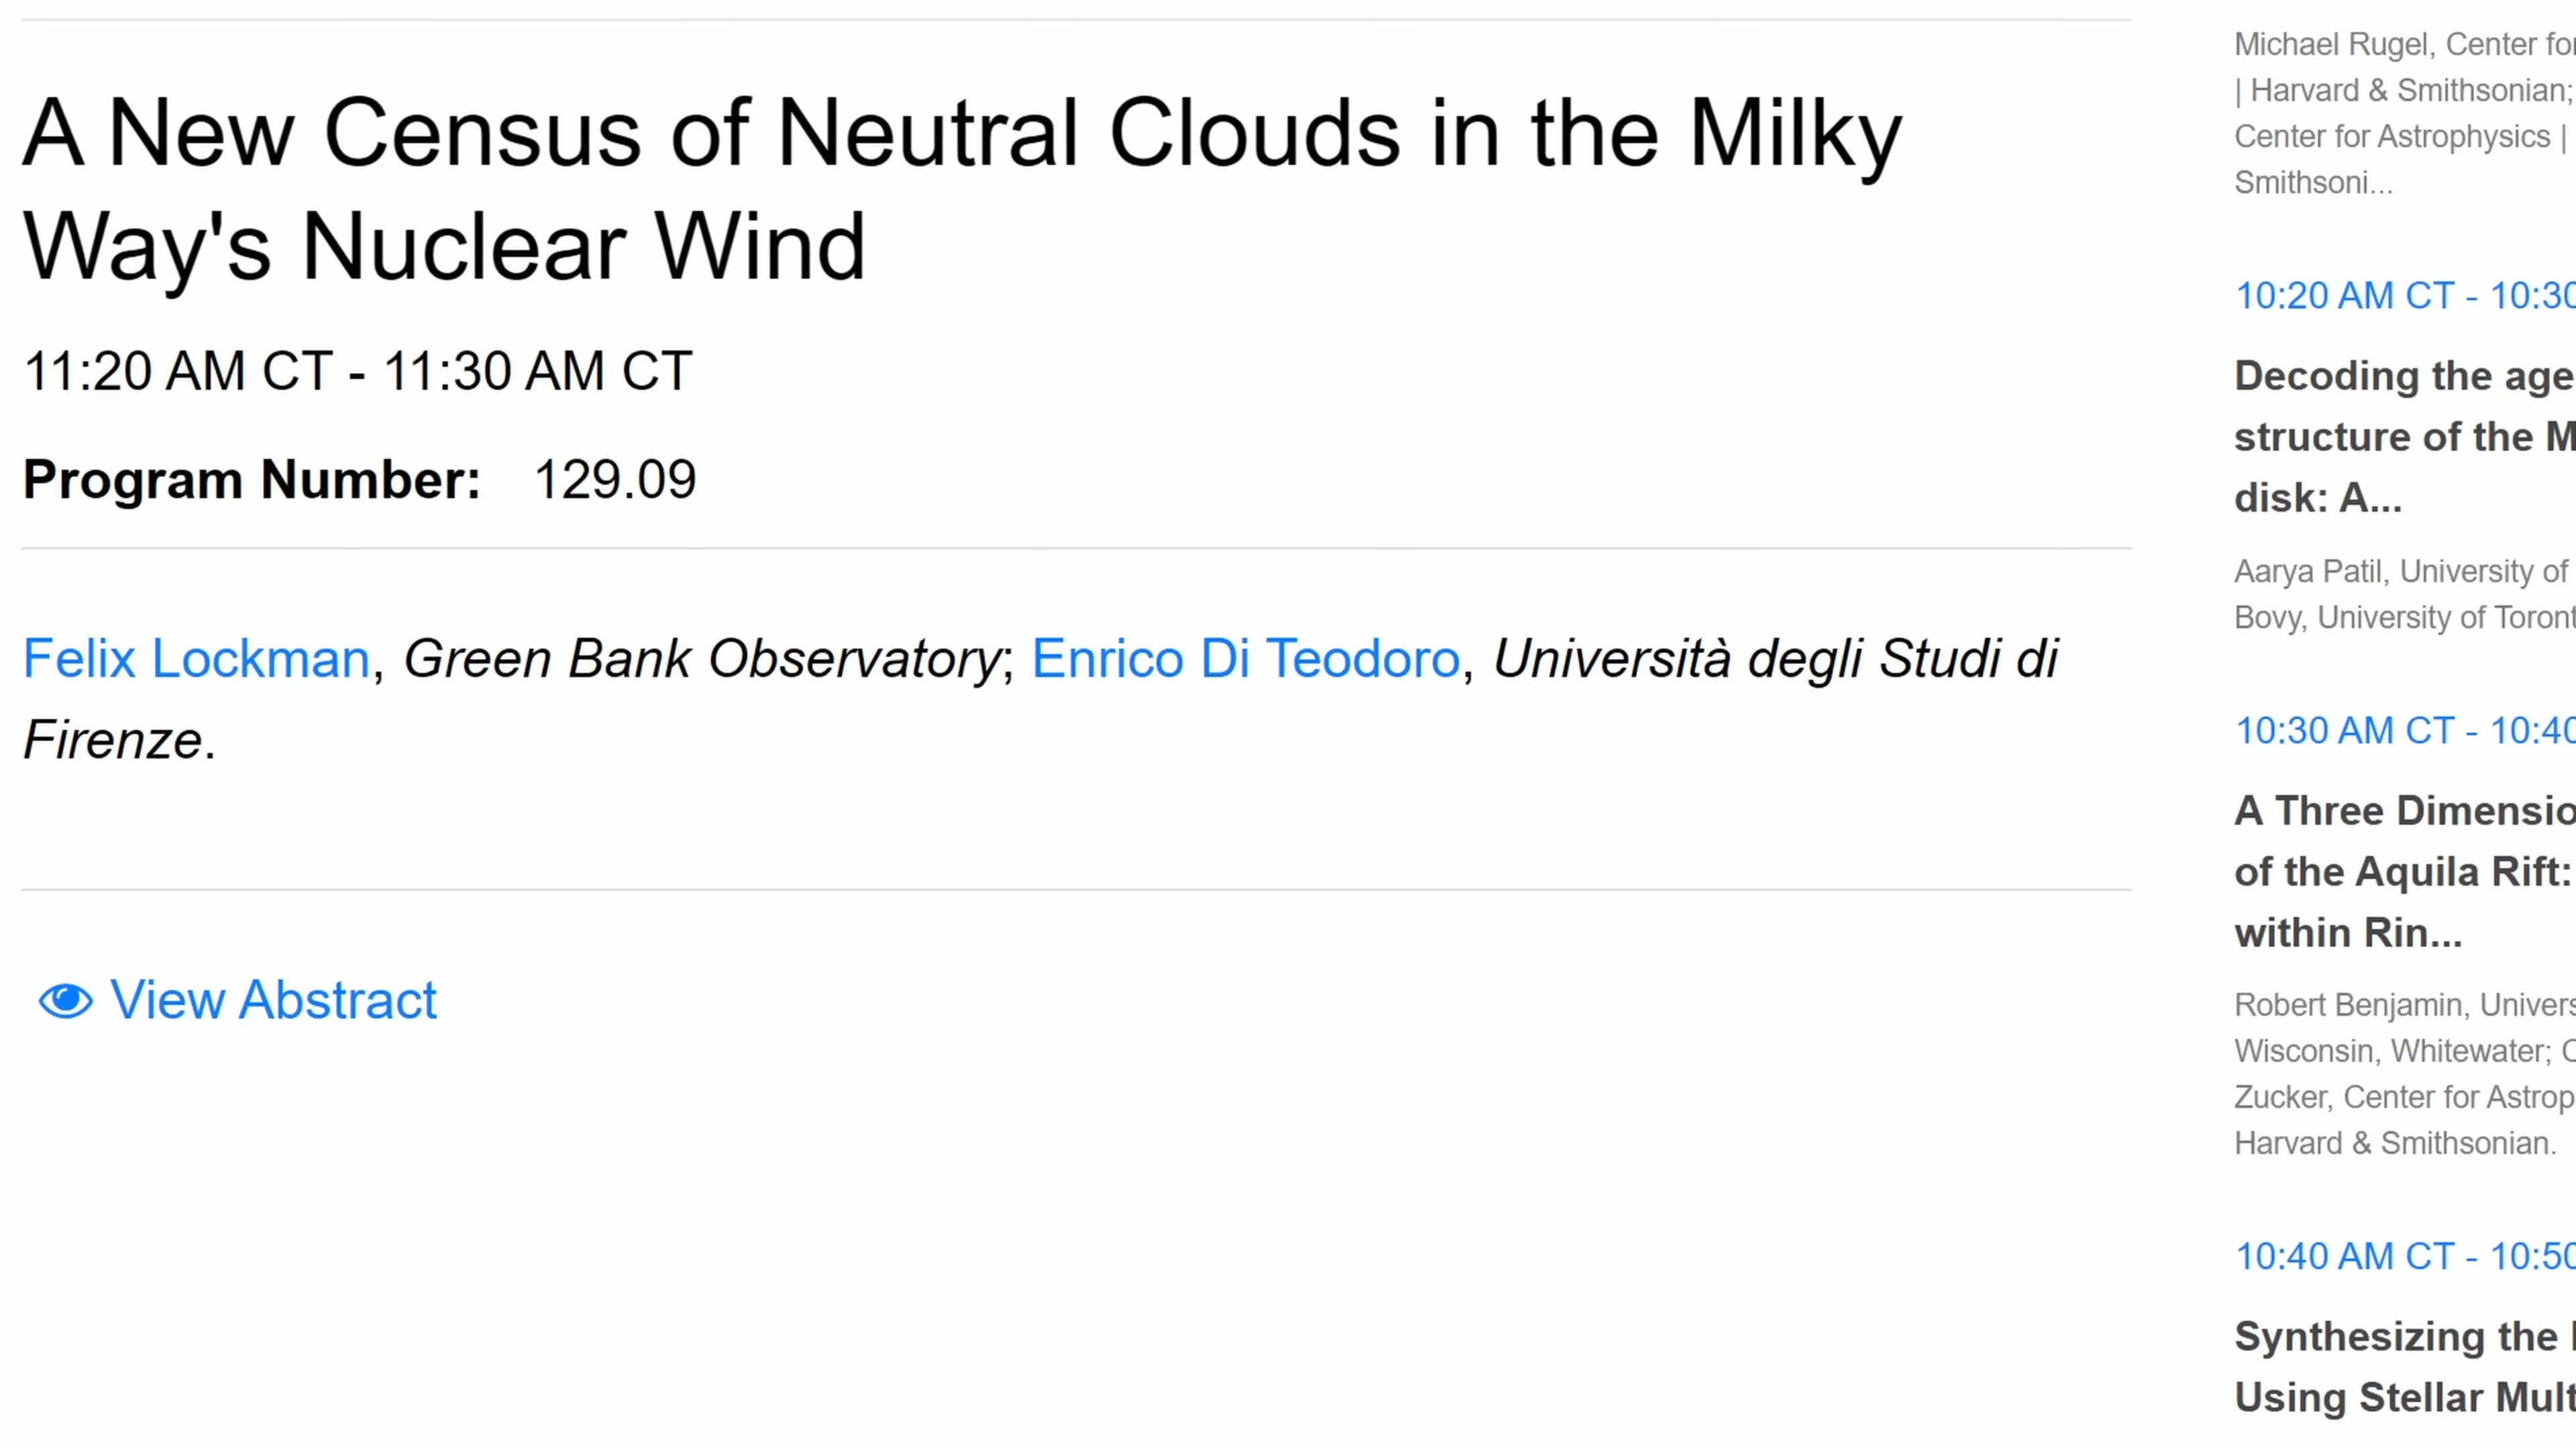 A New Census of Neutral Clouds in the Milky
Way's Nuclear Wind
11:20 AM CT - 11:30 AM CT
Program Number: 129.09
Felix Lockman, Green Bank Observatory; Enrico Di Teodoro, Università degli Studi di
Firenze.
View Abstract
Michael Rugel, Center for
| Harvard & Smithsonian;
Center for Astrophysics |
Smithsoni...
10:20 AM CT - 10:30
Decoding the age
structure of the M
disk: A...
Aarya Patil, University of
Bovy, University of Toront
10:30 AM CT - 10:40
A Three Dimensio
of the Aquila Rift:
within Rin...
Robert Benjamin, Univers
Wisconsin, Whitewater; C
Zucker, Center for Astrop
Harvard & Smithsonian.
10:40 AM CT - 10:50
Synthesizing the
Using Stellar Mult